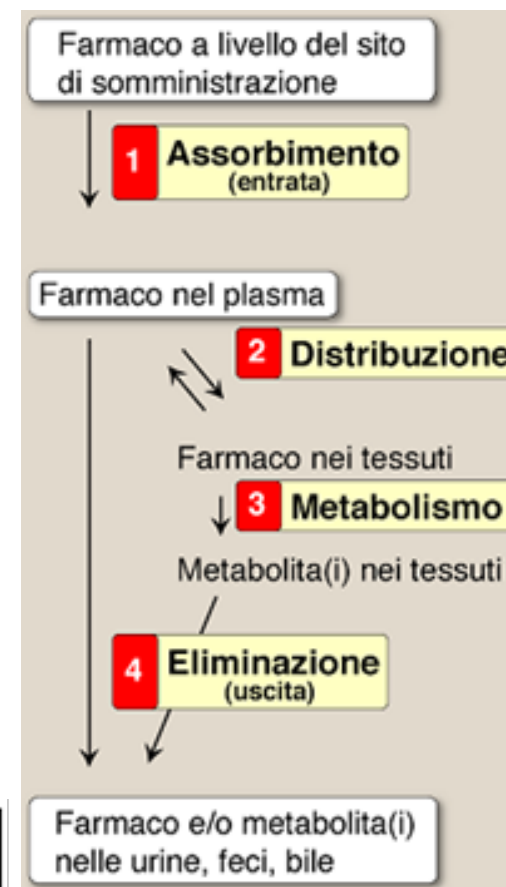 Farmaco a livello del sito
di somministrazione
1 Assorbimento
(entrata)
Farmaco nel plasma
2 Distribuzione
Farmaco nei tessuti
3 Metabolismo
Metabolita(i) nei tessuti
4 Eliminazione
(uscita)
Farmaco e/o metabolita(i)
nelle urine, feci, bile